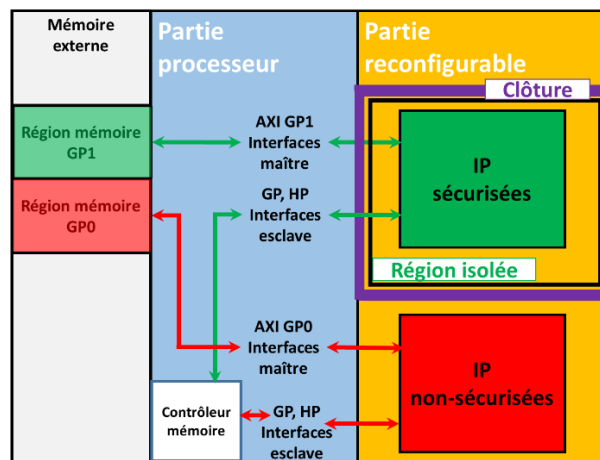 Mémoire
externe
Partie
processeur
Partie
reconfigurable
Clôture
Région mémoire
GP1
AXI GP1
Interfaces
maître
IP
sécurisées
Région mémoire
GP0
GP, HP
Interfaces
esclave
Région isolée
AXI GP0
Interfaces
maître
IP
non-sécurisées
Contrôleur
mémoire
GP, HP
Interfaces
esclave